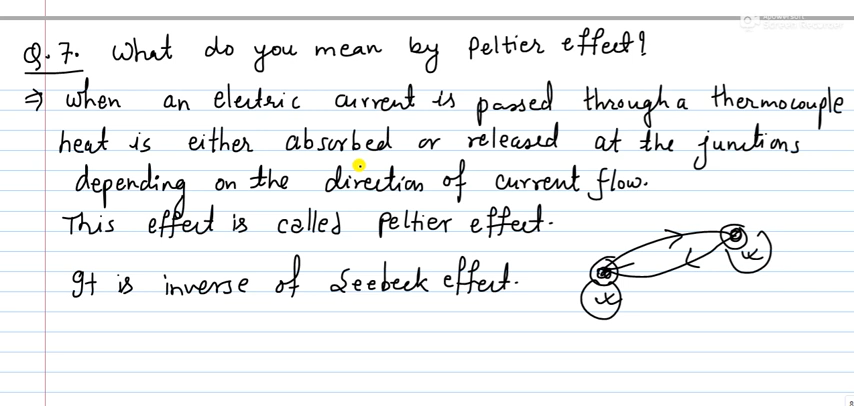 Q.7. What do you mean by Peltier effect?
⇒ When an electric current is passed through a thermocouple
heat is either absorbed or released at the junctions
depending on the direction of current flow.
This effect is called Peltier effect.
It is inverse of Seebeck effect.